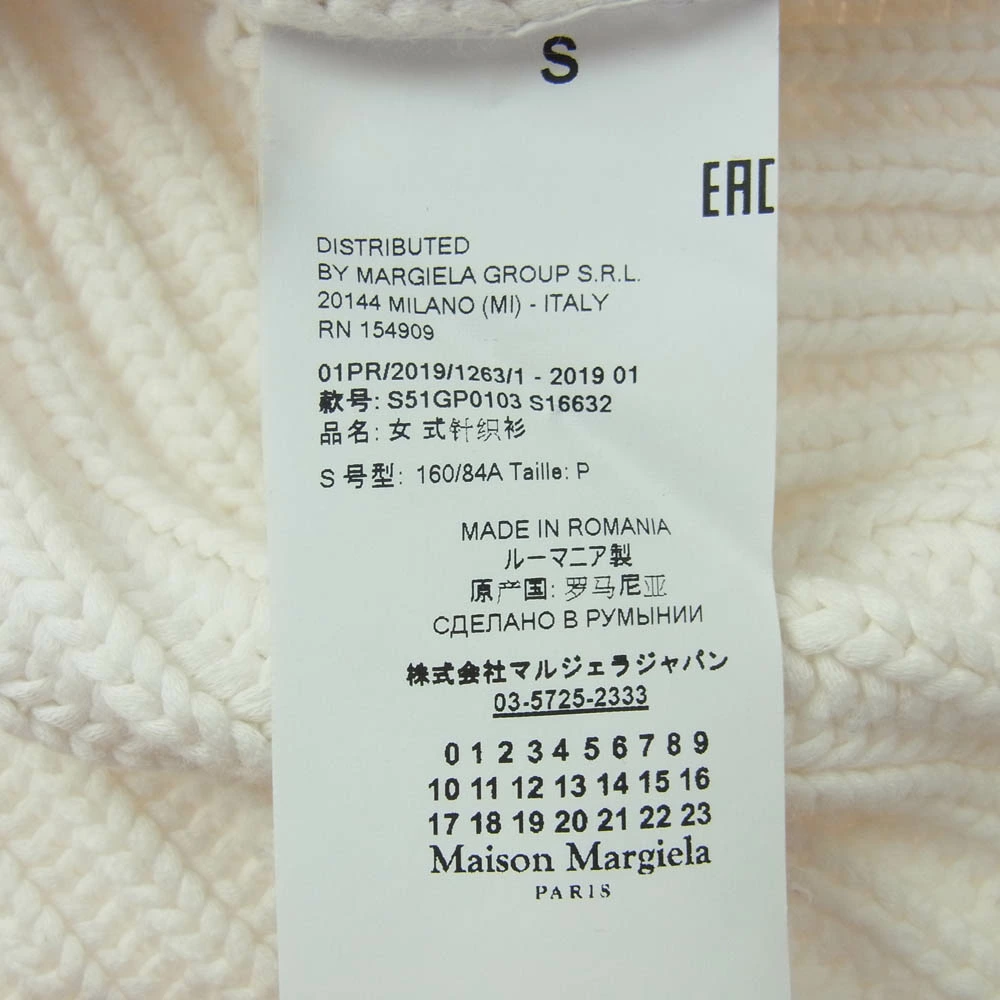 S
EAC
DISTRIBUTED
BY MARGIELA GROUP S.R.L.
20144 MILANO (MI) - ITALY
RN 154909
01PR/2019/1263/1 - 2019 01
款号: S51GP0103 S16632
品名: 女 式针织衫
S 号型: 160/84A Taille: P
MADE IN ROMANIA
ルーマニア製
原产国: 罗马尼亚
СДЕЛАНО В РУМЫНИИ
株式会社マルジェラジャパン
03-5725-2333
0 1 2 3 4 5 6 7 8 9
10 11 12 13 14 15 16
17 18 19 20 21 22 23
Maison Margiela
PARIS